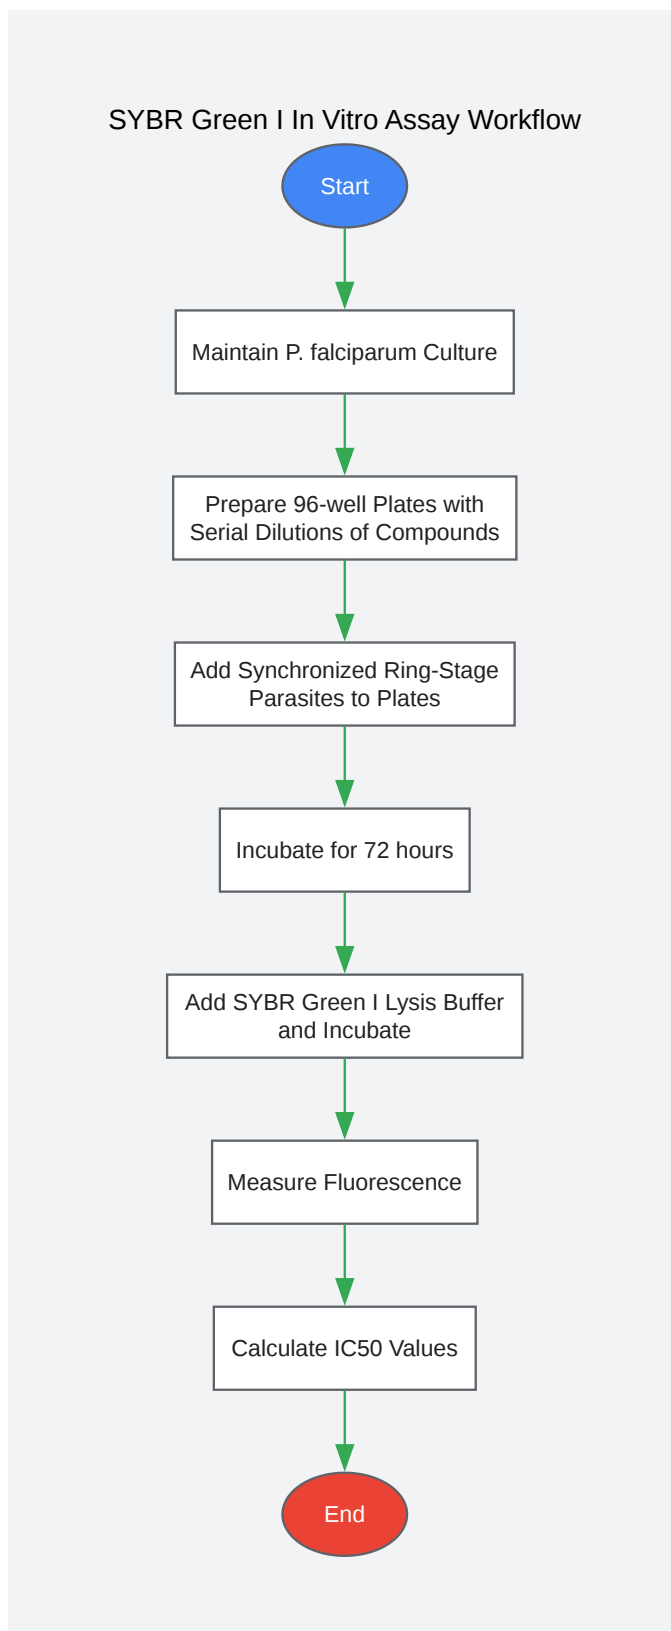 SYBR Green I In Vitro Assay Workflow
Start
Maintain P. falciparum Culture
Prepare 96-well Plates with
Serial Dilutions of Compounds
Add Synchronized Ring-Stage
Parasites to Plates
Incubate for 72 hours
Add SYBR Green I Lysis Buffer
and Incubate
Measure Fluorescence
Calculate IC50 Values
End